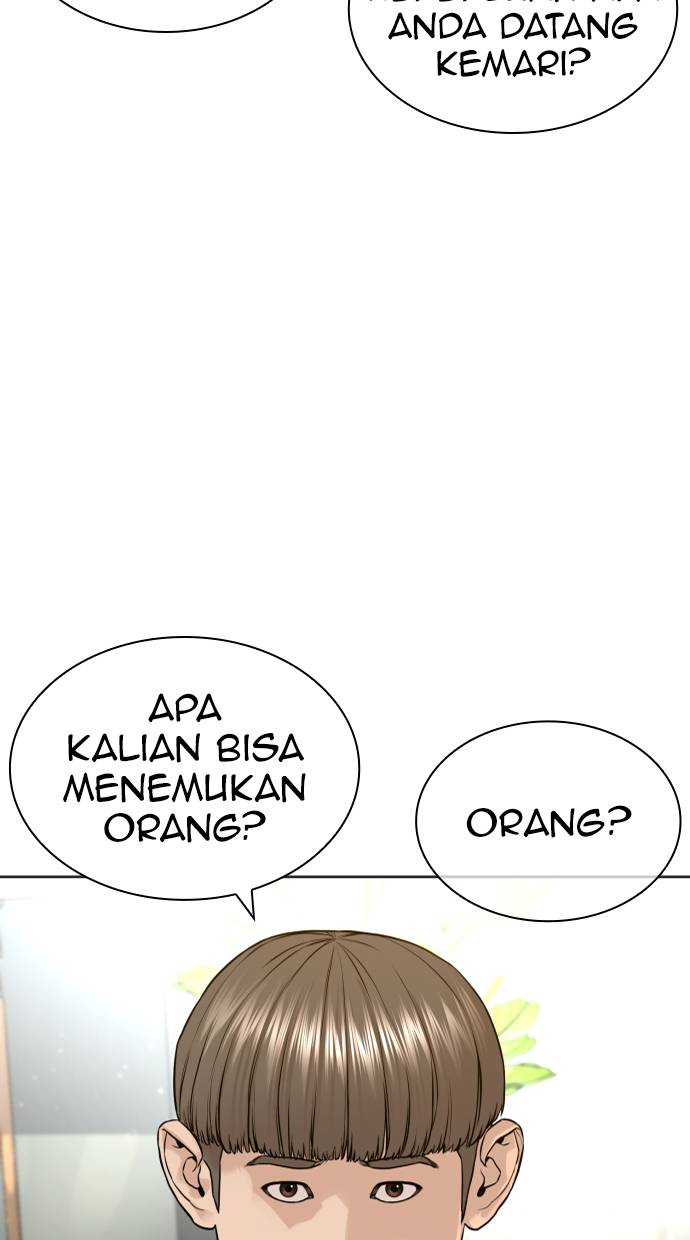 ANDA DATANG
KEMARI?
APA
KALIAN BISA
MENEMUKAN
ORANG?
ORANG?